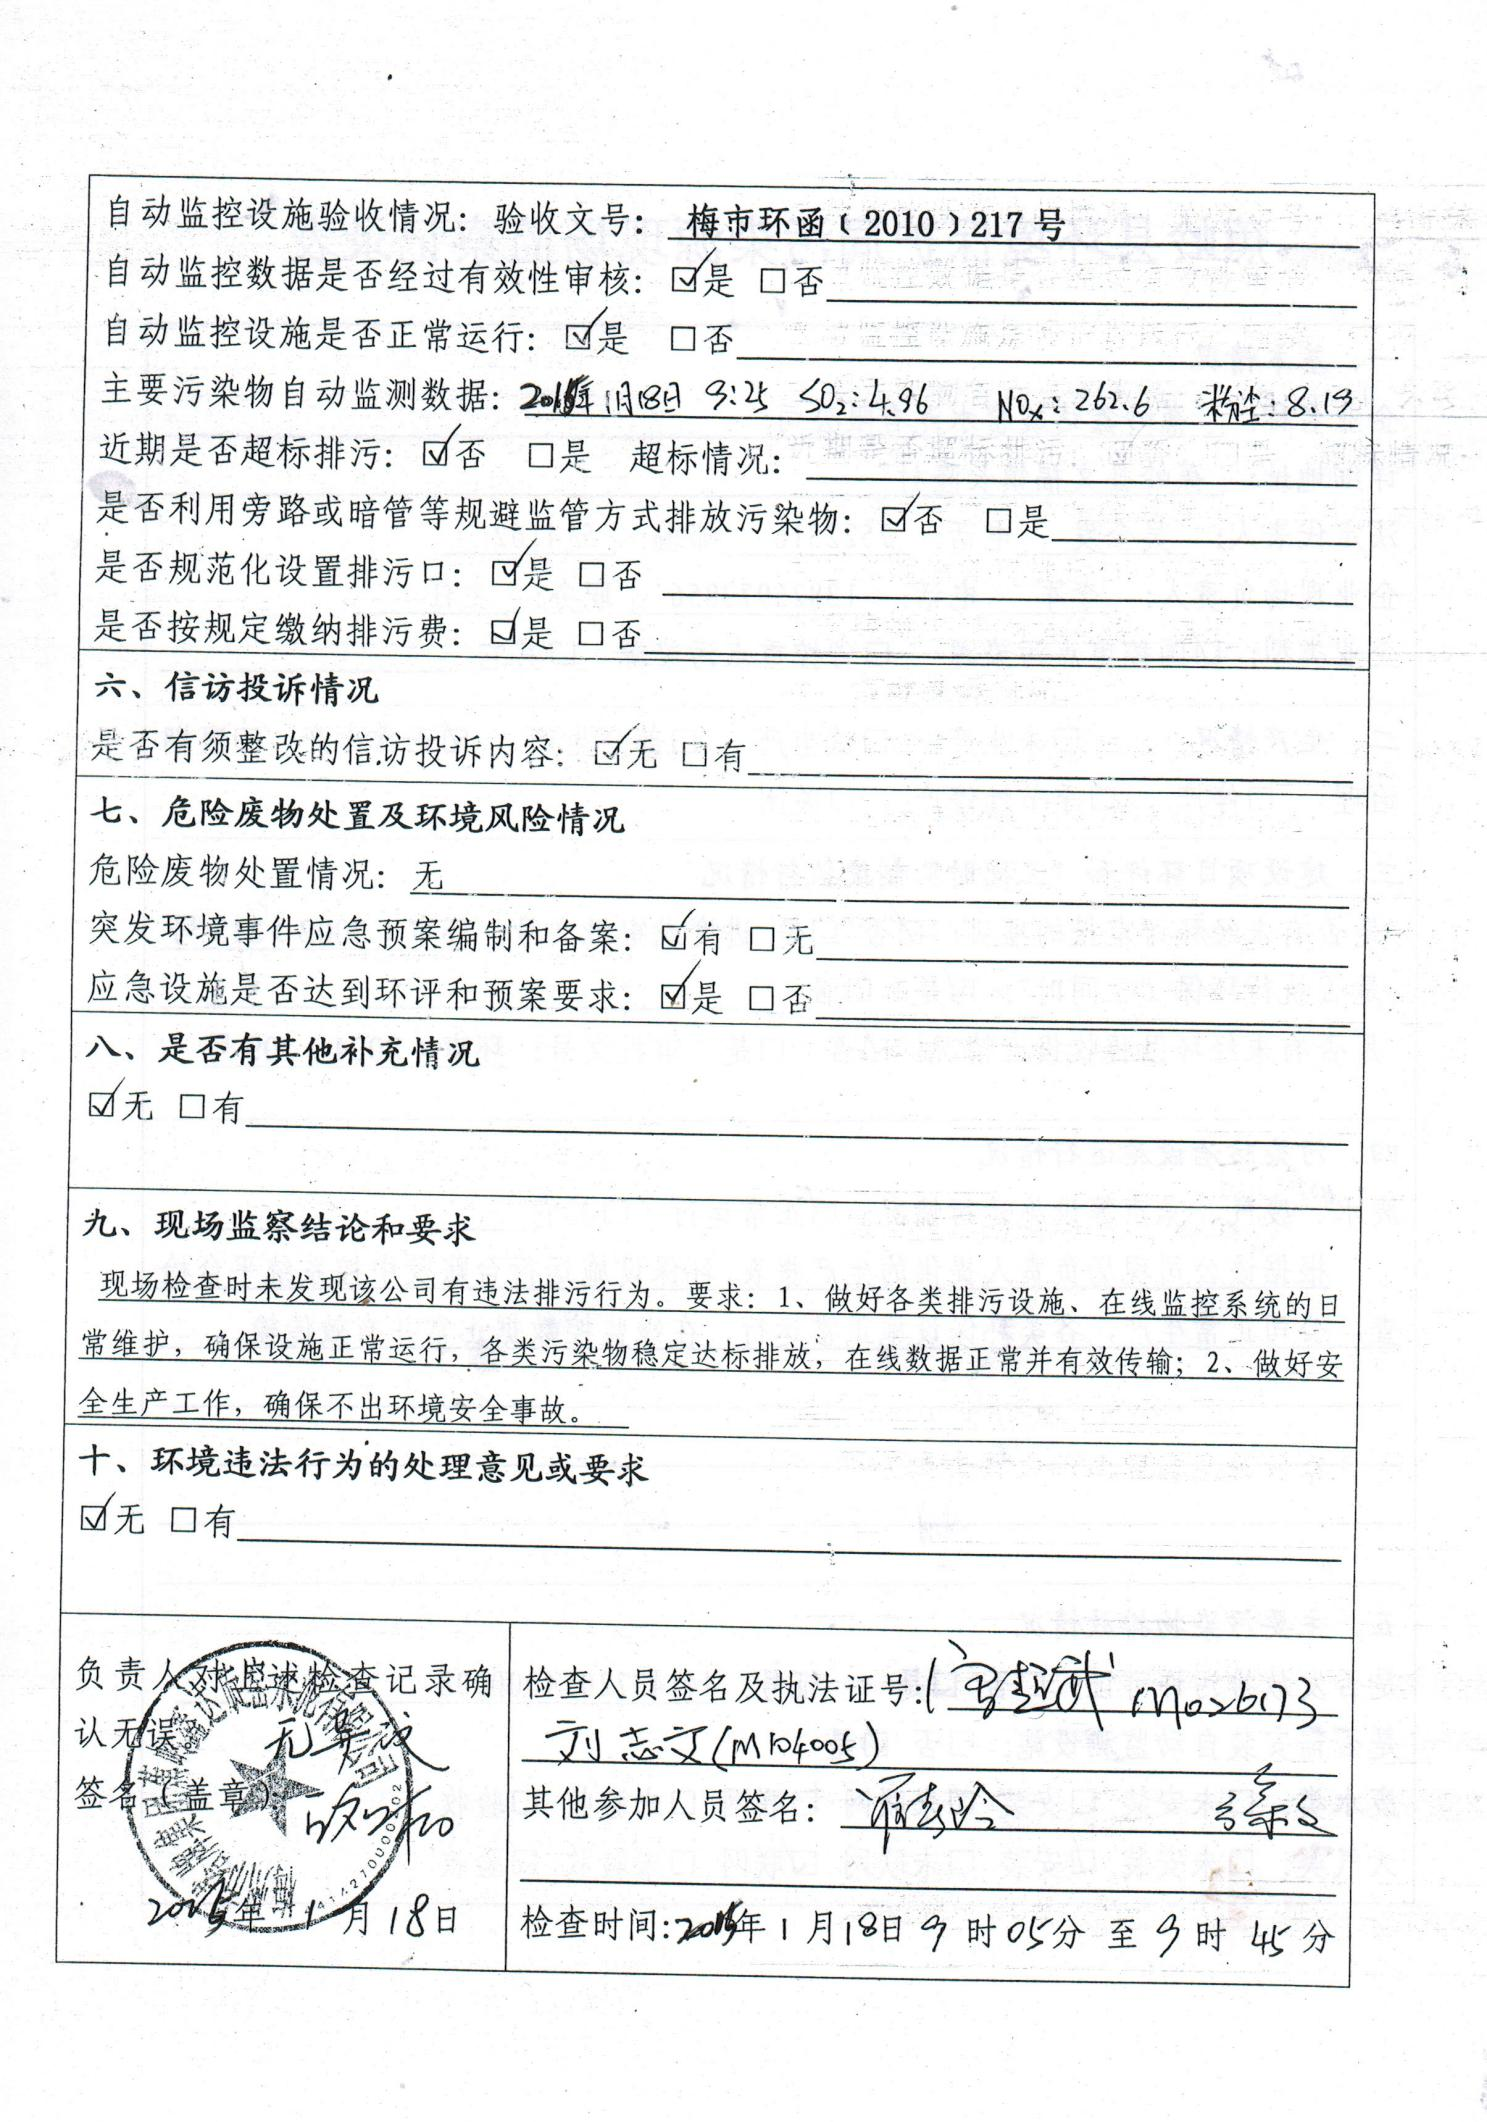 自动监控设施验收情况：验收文号： 梅市环函（2010）217号
自动监控数据是否经过有效性审核：☑是 □否
自动监控设施是否正常运行：☑是 □否
主要污染物自动监测数据： 1月18日 9:25 SO₂:4.96 NOx:262.6 粉尘:8.19
近期是否超标排污：☑否 □是 超标情况：
是否利用旁路或暗管等规避监管方式排放污染物：☑否 □是
是否规范化设置排污口：☑是 □否
是否按规定缴纳排污费：☑是 □否
六、信访投诉情况
是否有须整改的信访投诉内容：☑无 □有
七、危险废物处置及环境风险情况
危险废物处置情况：无
突发环境事件应急预案编制和备案：☑有 □无
应急设施是否达到环评和预案要求：☑是 □否
八、是否有其他补充情况
☑无 □有
九、现场监察结论和要求
现场检查时未发现该公司有违法排污行为。要求：1、做好各类排污设施、在线监控系统的日
常维护，确保设施正常运行，各类污染物稳定达标排放，在线数据正常并有效传输；2、做好安
全生产工作，确保不出环境安全事故。
十、环境违法行为的处理意见或要求
☑无 □有
负责人对上述检查记录确
认无误。 无异议
签名（盖章）：
年1月18日
检查人员签名及执法证号： M026173
刘志文(M104005)
其他参加人员签名：
检查时间： 年1月18日9时05分至9时45分